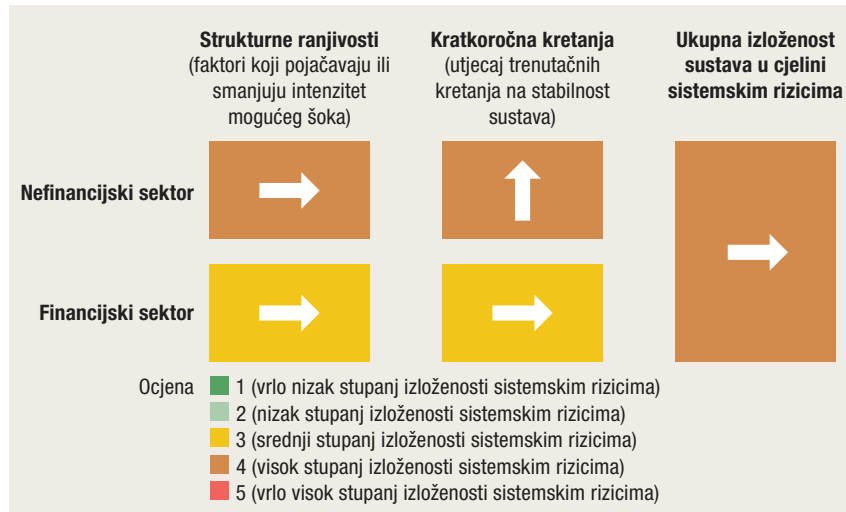 Strukturne ranjivosti
(faktori koji pojačavaju ili
smanjuju intenzitet
mogućeg šoka)
Kratkoročna kretanja
(utjecaj trenutačnih
kretanja na stabilnost
sustava)
Ukupna izloženost
sustava u cjelini
sistemskim rizicima
Nefinancijski sektor
Financijski sektor
Ocjena
1 (vrlo nizak stupanj izloženosti sistemskim rizicima)
2 (nizak stupanj izloženosti sistemskim rizicima)
3 (srednji stupanj izloženosti sistemskim rizicima)
4 (visok stupanj izloženosti sistemskim rizicima)
5 (vrlo visok stupanj izloženosti sistemskim rizicima)